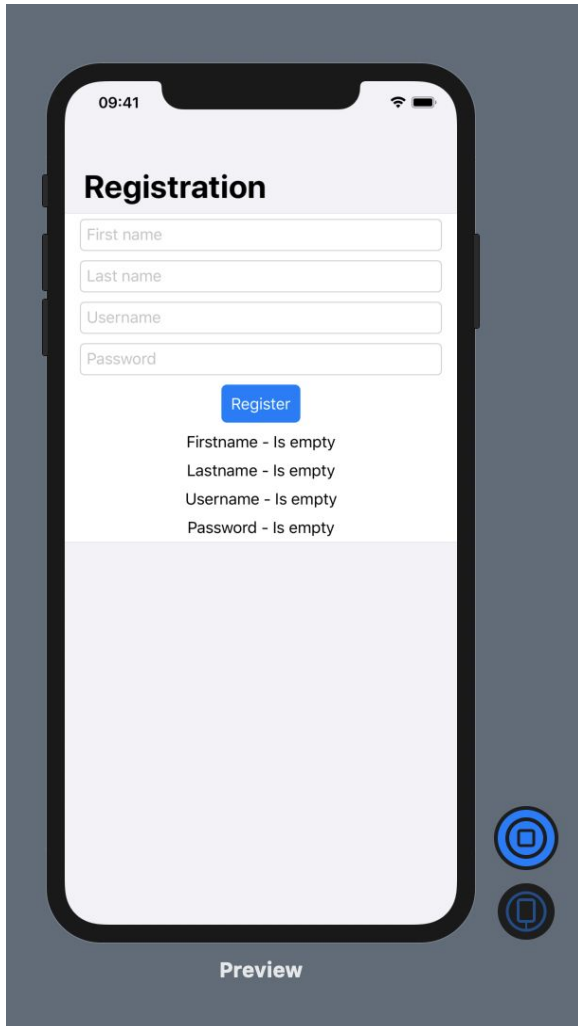 09:41
Registration
First name
Last name
Username
Password
Register
Firstname - Is empty
Lastname - Is empty
Username - Is empty
Password - Is empty
Preview